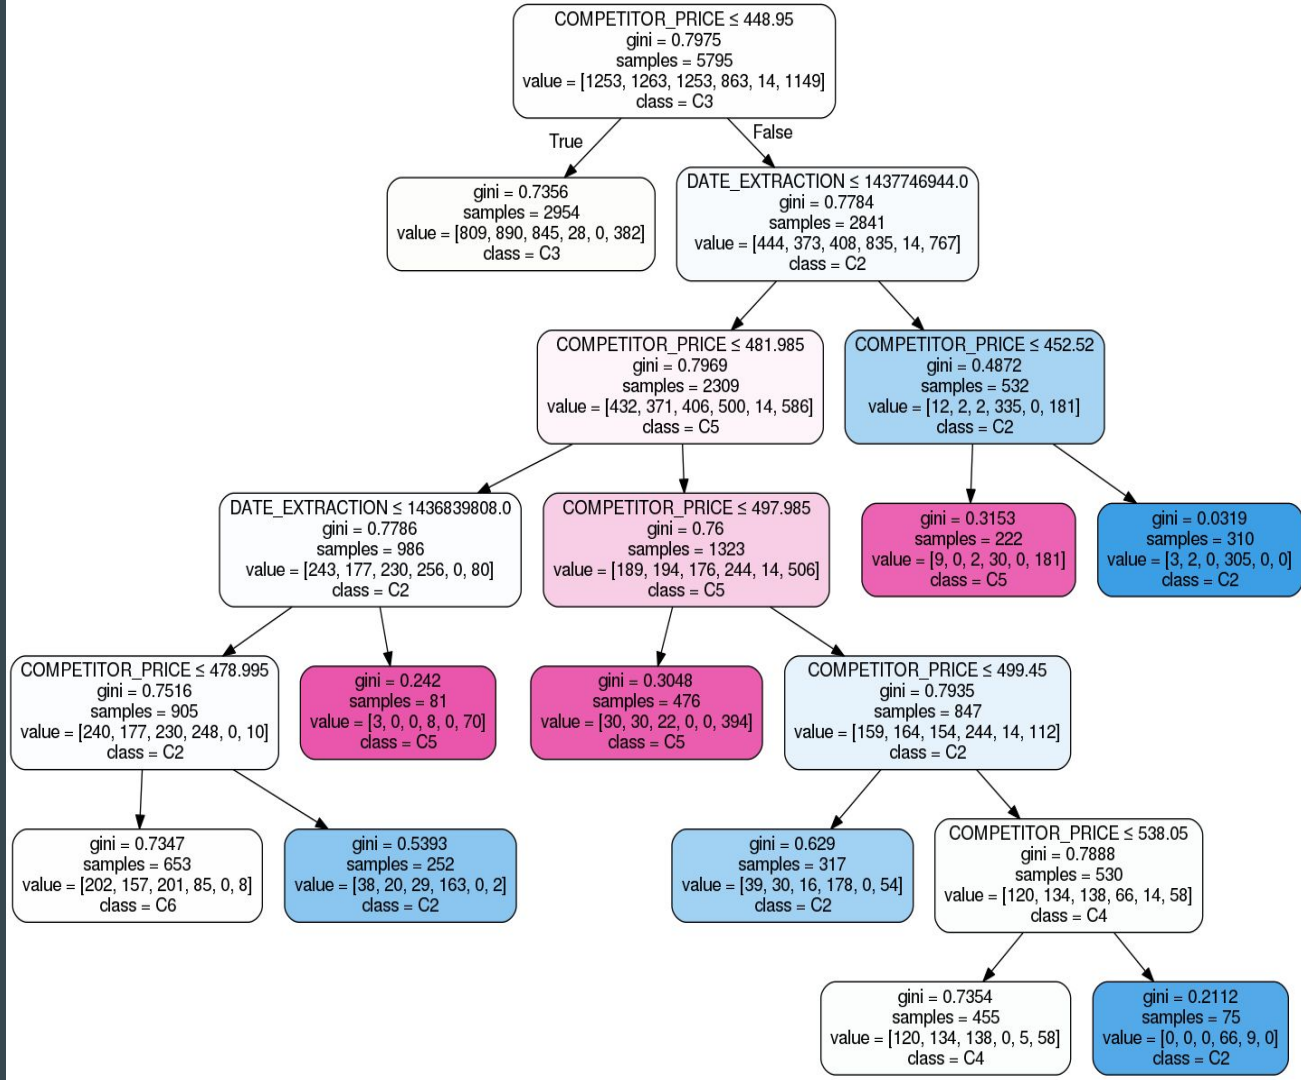 COMPETITOR_PRICE ≤ 448.95
gini = 0.7975
samples = 5795
value = [1253, 1263, 1253, 863, 14, 1149]
class = C3
True
False
gini = 0.7356
samples = 2954
value = [809, 890, 845, 28, 0, 382]
class = C3
DATE_EXTRACTION ≤ 1437746944.0
gini = 0.7784
samples = 2841
value = [444, 373, 408, 835, 14, 767]
class = C2
COMPETITOR_PRICE ≤ 481.985
gini = 0.7969
samples = 2309
value = [432, 371, 406, 500, 14, 586]
class = C5
COMPETITOR_PRICE ≤ 452.52
gini = 0.4872
samples = 532
value = [12, 2, 2, 335, 0, 181]
class = C2
DATE_EXTRACTION ≤ 1436839808.0
gini = 0.7786
samples = 986
value = [243, 177, 230, 256, 0, 80]
class = C2
COMPETITOR_PRICE ≤ 497.985
gini = 0.76
samples = 1323
value = [189, 194, 176, 244, 14, 506]
class = C5
gini = 0.3153
samples = 222
value = [9, 0, 2, 30, 0, 181]
class = C5
gini = 0.0319
samples = 310
value = [3, 2, 0, 305, 0, 0]
class = C2
COMPETITOR_PRICE ≤ 478.995
gini = 0.7516
samples = 905
value = [240, 177, 230, 248, 0, 10]
class = C2
gini = 0.242
samples = 81
value = [3, 0, 0, 8, 0, 70]
class = C5
gini = 0.3048
samples = 476
value = [30, 30, 22, 0, 0, 394]
class = C5
COMPETITOR_PRICE ≤ 499.45
gini = 0.7935
samples = 847
value = [159, 164, 154, 244, 14, 112]
class = C2
gini = 0.7347
samples = 653
value = [202, 157, 201, 85, 0, 8]
class = C6
gini = 0.5393
samples = 252
value = [38, 20, 29, 163, 0, 2]
class = C2
gini = 0.629
samples = 317
value = [39, 30, 16, 178, 0, 54]
class = C2
COMPETITOR_PRICE ≤ 538.05
gini = 0.7888
samples = 530
value = [120, 134, 138, 66, 14, 58]
class = C4
gini = 0.7354
samples = 455
value = [120, 134, 138, 0, 5, 58]
class = C4
gini = 0.2112
samples = 75
value = [0, 0, 0, 66, 9, 0]
class = C2